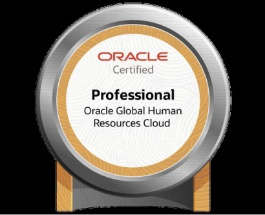 ORACLE
Certified
Professional
Oracle Global Human
Resources Cloud